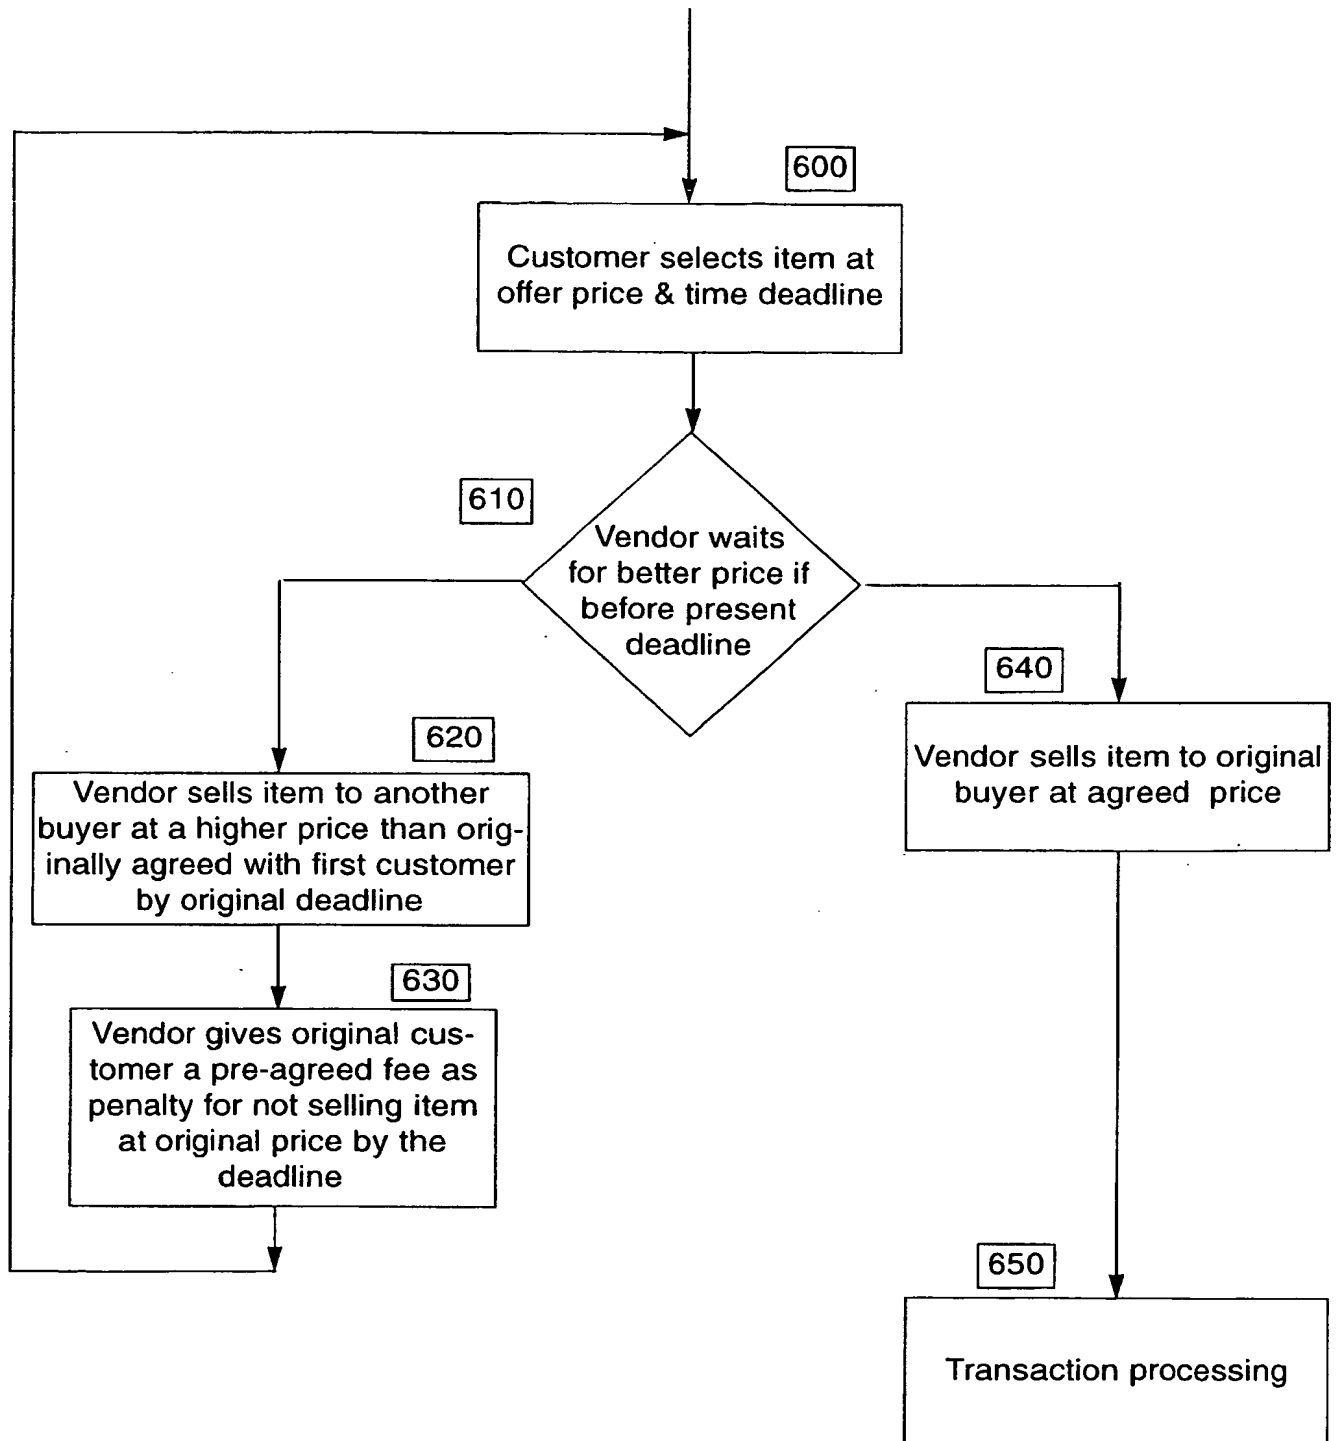 600
Customer selects item at
offer price & time deadline
610
Vendor waits
for better price if
before present
deadline
620
Vendor sells item to another
buyer at a higher price than orig-
inally agreed with first customer
by original deadline
630
Vendor gives original cus-
tomer a pre-agreed fee as
penalty for not selling item
at original price by the
deadline
640
Vendor sells item to original
buyer at agreed price
650
Transaction processing